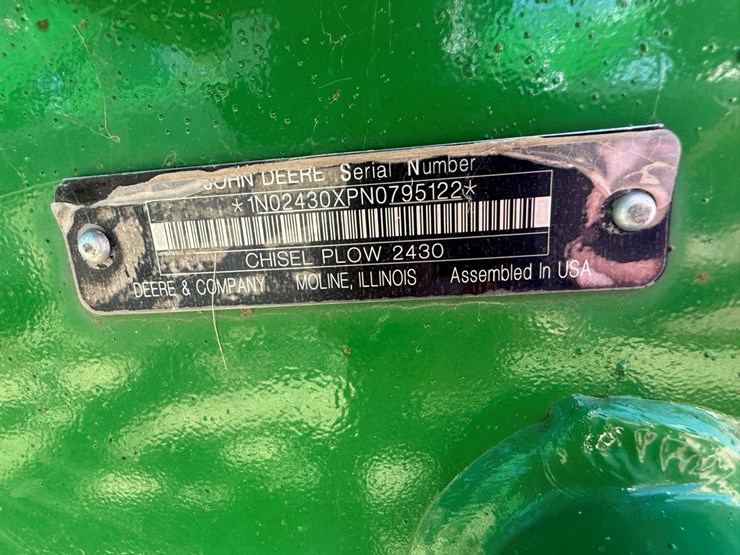 JOHN DEERE Serial Number
*1N02430XPN0795122*
CHISEL PLOW 2430
DEERE & COMPANY MOLINE, ILLINOIS Assembled In USA